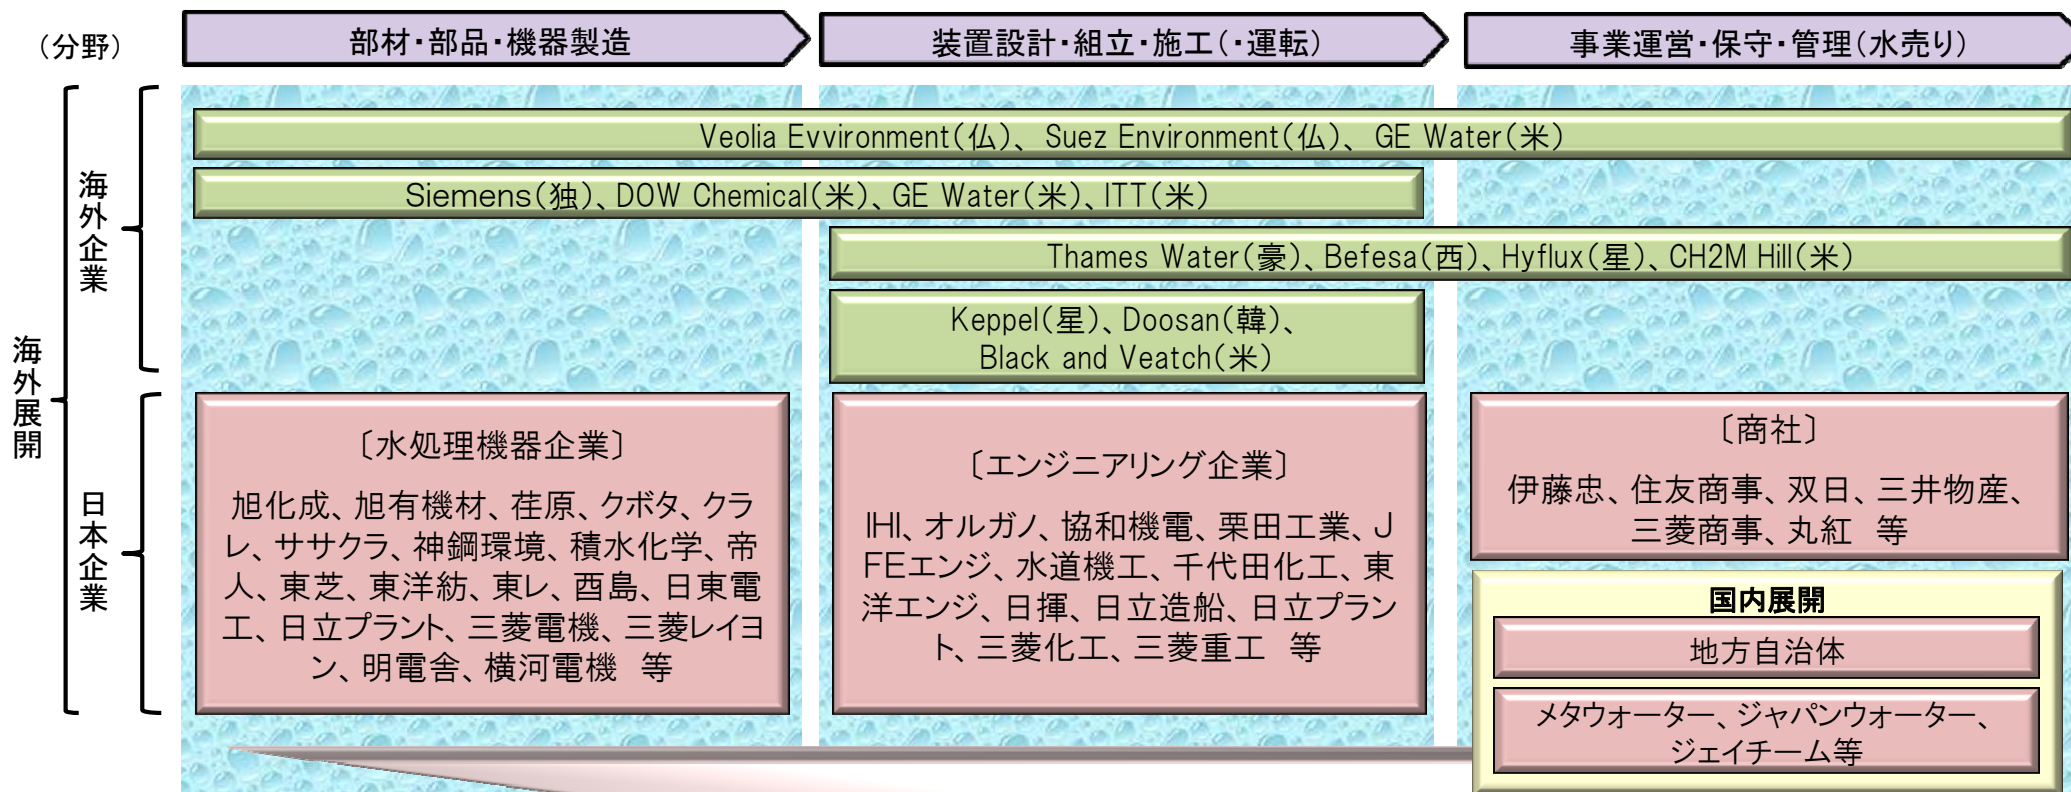 （分野）
部材・部品・機器製造
装置設計・組立・施工（・運転）
事業運営・保守・管理（水売り）
海外展開
海外企業
Veolia Evvironment（仏）、Suez Environment（仏）、GE Water（米）
Siemens（独）、DOW Chemical（米）、GE Water（米）、ITT（米）
Thames Water（豪）、Befesa（西）、Hyflux（星）、CH2M Hill（米）
Keppel（星）、Doosan（韓）、
Black and Veatch（米）
日本企業
〔水処理機器企業〕
旭化成、旭有機材、荏原、クボタ、クラ
レ、ササクラ、神鋼環境、積水化学、帝
人、東芝、東洋紡、東レ、酉島、日東電
工、日立プラント、三菱電機、三菱レイヨ
ン、明電舎、横河電機　等
〔エンジニアリング企業〕
IHI、オルガノ、協和機電、栗田工業、J
FEエンジ、水道機工、千代田化工、東
洋エンジ、日揮、日立造船、日立プラン
ト、三菱化工、三菱重工　等
〔商社〕
伊藤忠、住友商事、双日、三井物産、
三菱商事、丸紅　等
国内展開
地方自治体
メタウォーター、ジャパンウォーター、
ジェイチーム等